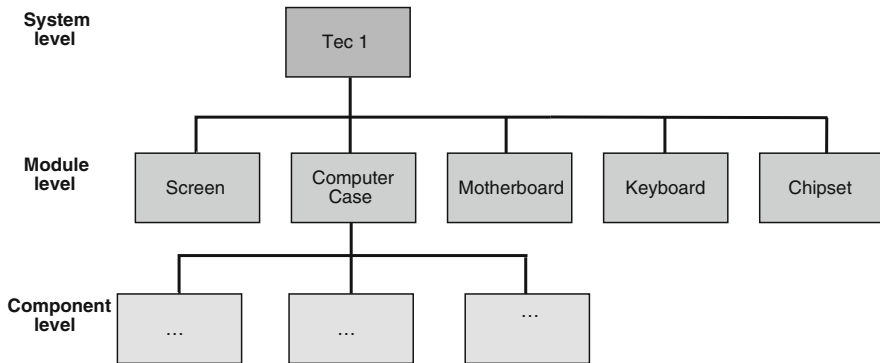 System
level
Tec 1
Module
level
Screen
Computer
Case
Motherboard
Keyboard
Chipset
Component
level
...
...
...